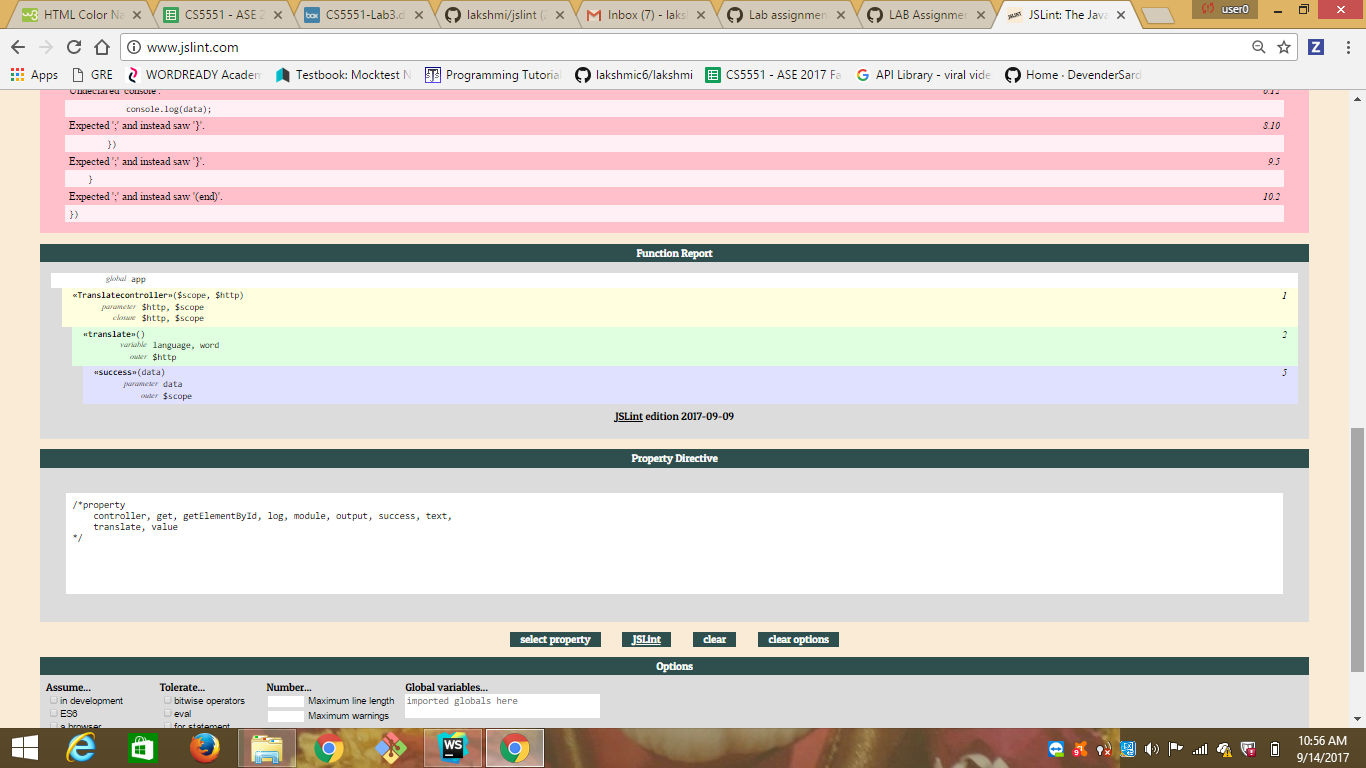 HTML Color Na
CS5551 - ASE 2
CS5551-Lab3.d
lakshmi/jslint (
Inbox (7) - laks
Lab assignmen
LAB Assignme
JSLint: The Java
user0
www.jslint.com
Apps
GRE
WORDREADY Academ
Testbook: Mocktest N
Programming Tutorial
lakshmic6/lakshmi
CS5551 - ASE 2017 Fa
API Library - viral vide
Home · DevenderSard
Undeclared 'console'. 6.13
console.log(data);
Expected ';' and instead saw '}'. 8.10
})
Expected ';' and instead saw '}'. 9.5
}
Expected ';' and instead saw '(end)'. 10.2
})
Function Report
global app
«Translatecontroller»($scope, $http) 1
parameter $http, $scope
closure $http, $scope
«translate»() 2
variable language, word
outer $http
«success»(data) 5
parameter data
outer $scope
JSLint edition 2017-09-09
Property Directive
/*property
controller, get, getElementById, log, module, output, success, text,
translate, value
*/
select property JSLint clear clear options
Options
Assume... Tolerate... Number... Global variables...
in development bitwise operators Maximum line length imported globals here
ES6 eval Maximum warnings
a browser for statement
10:56 AM
9/14/2017